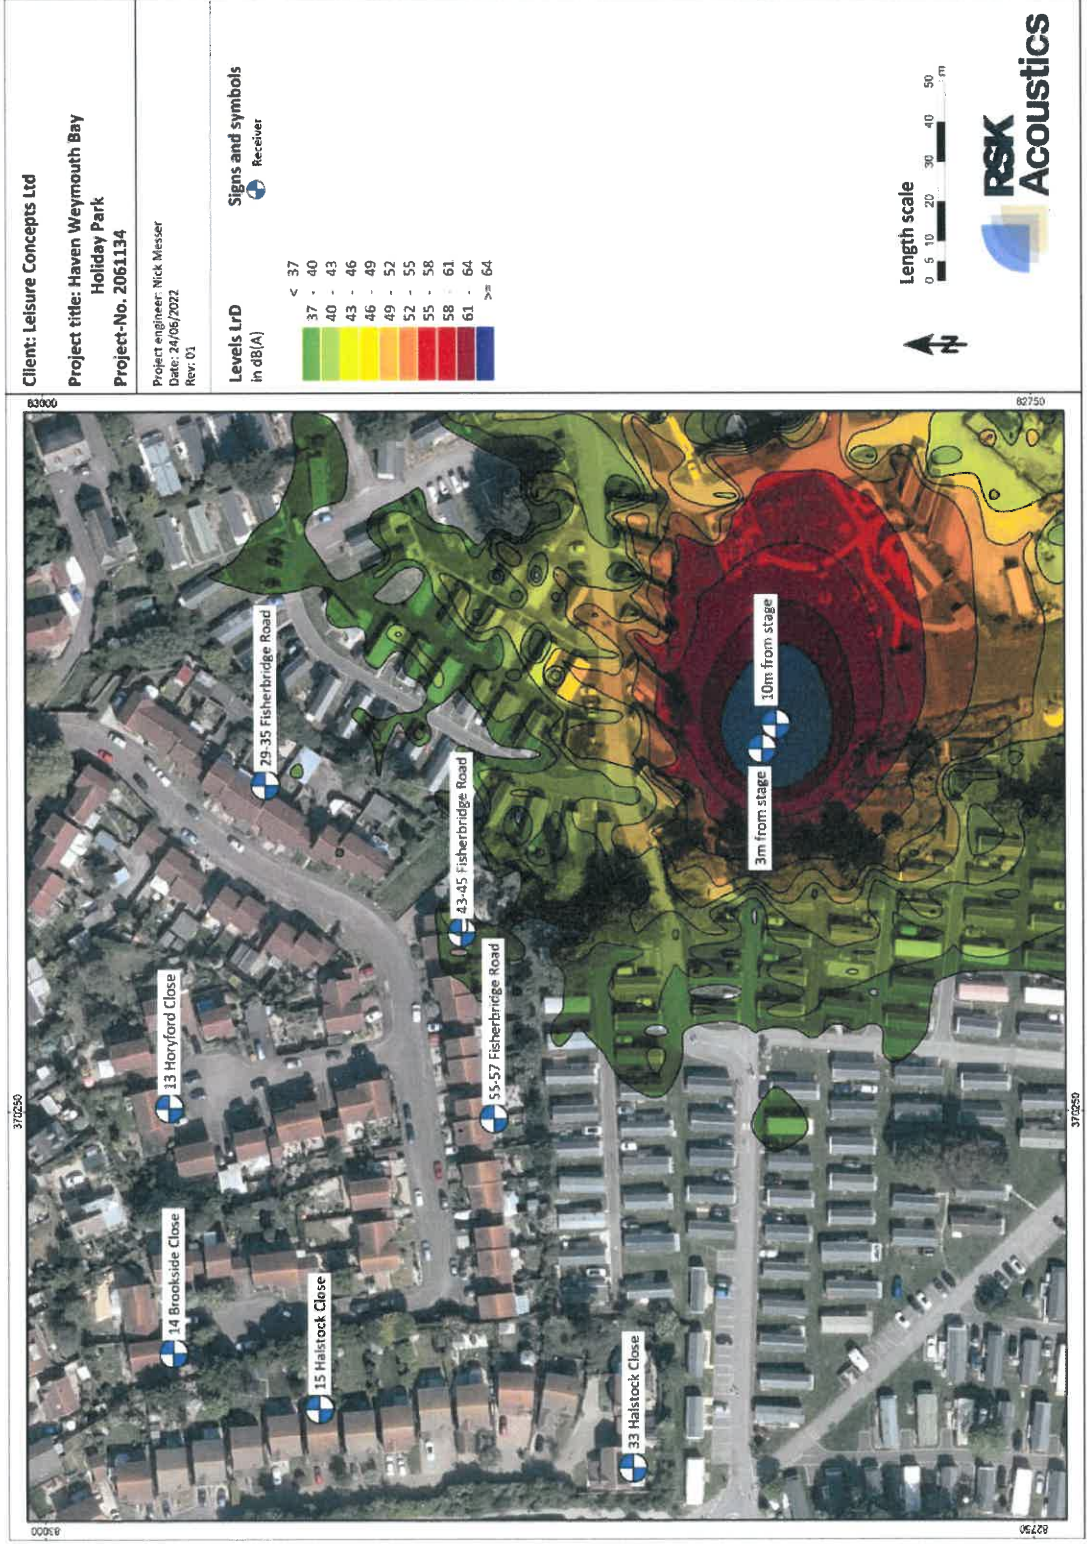 Client: Leisure Concepts Ltd
Project title: Haven Weymouth Bay
Holiday Park
Project-No. 2061134
Project engineer: Nick Messer
Date: 24/06/2022
Rev: 01
Levels LrD
in dB(A)
< 37
37 - 40
40 - 43
43 - 46
46 - 49
49 - 52
52 - 55
55 - 58
58 - 61
61 - 64
>= 64
Signs and symbols
Receiver
Length scale
0 5 10 20 30 40 50
m
N
RSK
Acoustics
370250
83000
83000
14 Brookside Close
13 Horyford Close
29-35 Fisherbridge Road
15 Halstock Close
43-45 Fisherbridge Road
55-57 Fisherbridge Road
33 Halstock Close
3m from stage
10m from stage
82750
82750
370250